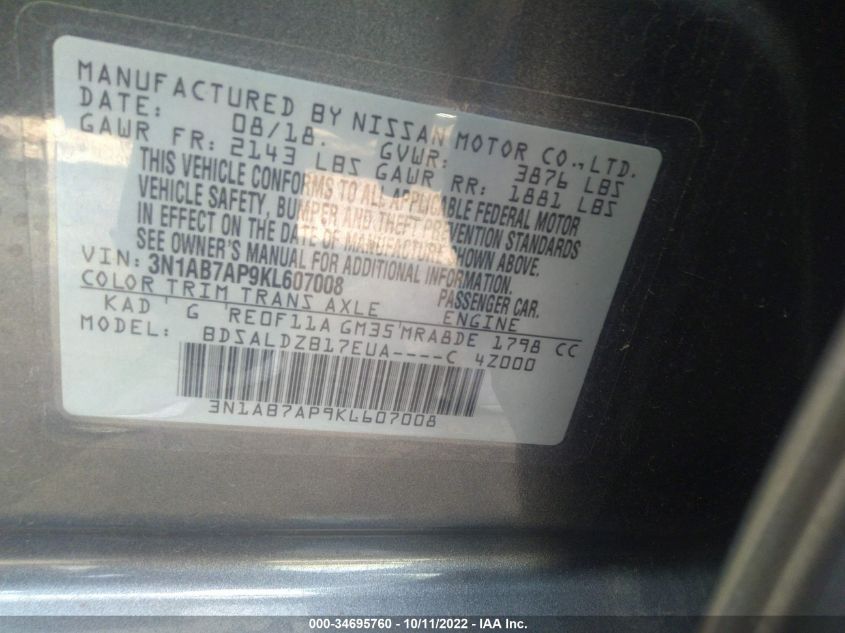 MANUFACTURED BY NISSAN MOTOR CO.,LTD.
DATE: 08/18. GVWR: 3876 LBS
GAWR FR: 2143 LBS GAWR RR: 1881 LBS
THIS VEHICLE CONFORMS TO ALL APPLICABLE FEDERAL MOTOR
VEHICLE SAFETY, BUMPER AND THEFT PREVENTION STANDARDS
IN EFFECT ON THE DATE OF MANUFACTURE SHOWN ABOVE.
SEE OWNER'S MANUAL FOR ADDITIONAL INFORMATION.
VIN: 3N1AB7AP9KL607008 PASSENGER CAR.
COLOR TRIM TRANS AXLE ENGINE
KAD G RE0F11A GM35 MRA8DE 1798 CC
MODEL: BDSALDZB17EUA----C 4Z000
3N1AB7AP9KL607008
000-34695760 - 10/11/2022 - IAA Inc.